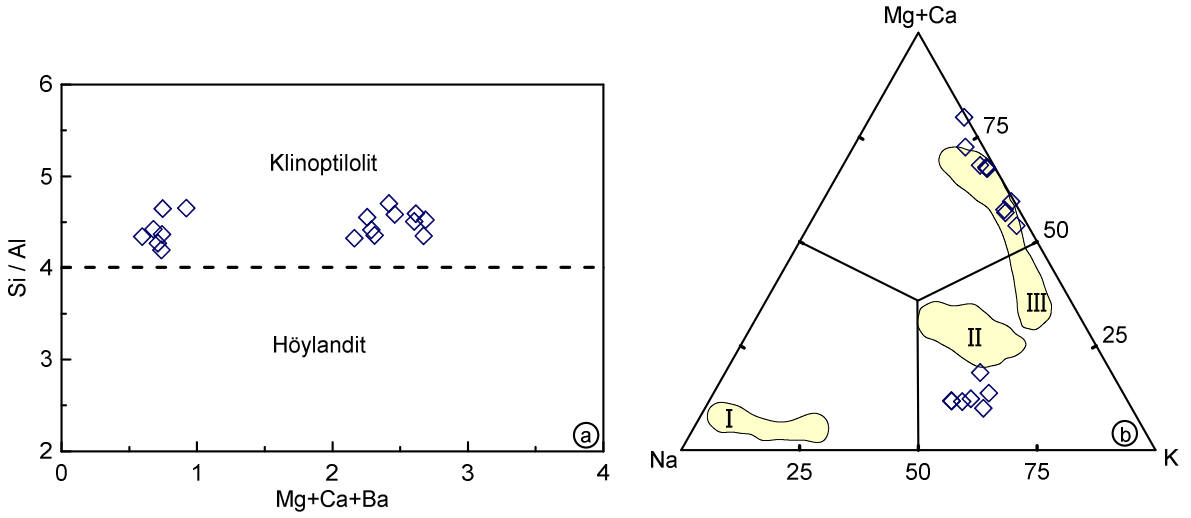 6
5
4
3
2
Si / Al
Klinoptilolit
Höylandit
a
0
1
2
3
4
Mg+Ca+Ba
Mg+Ca
75
50
25
III
II
I
b
Na
K
25
50
75